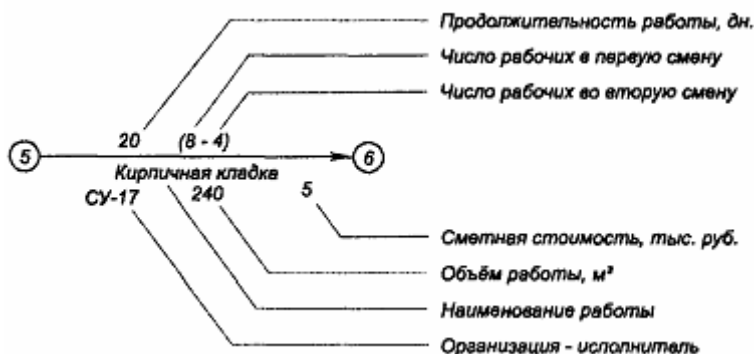 Продолжительность работы, дн.
Число рабочих в первую смену
Число рабочих во вторую смену
20 (8 - 4)
5 6
Кирпичная кладка
СУ-17 240 5
Сметная стоимость, тыс. руб.
Объём работы, м³
Наименование работы
Организация - исполнитель